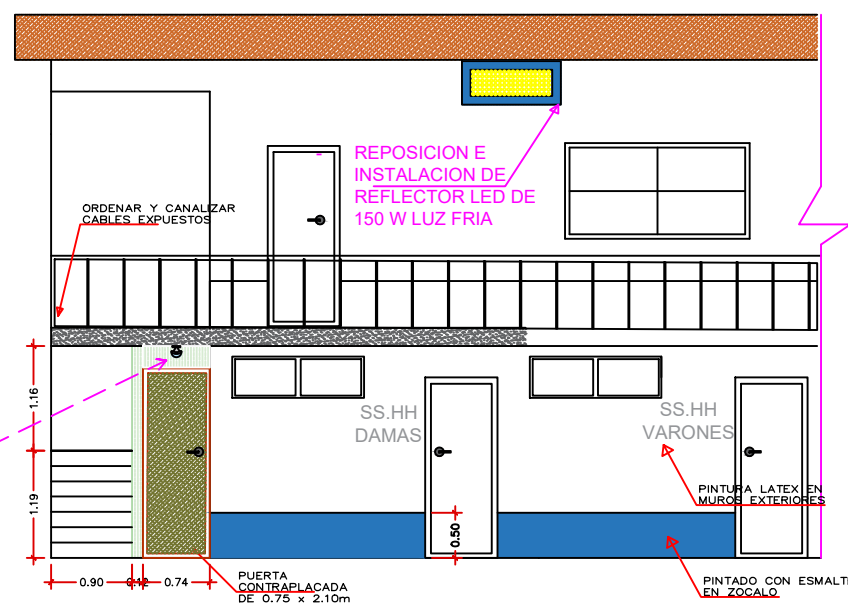 REPOSICION E
INSTALACION DE
REFLECTOR LED DE
150 W LUZ FRIA
ORDENAR Y CANALIZAR
CABLES EXPUESTOS
1.16
SS.HH
DAMAS
SS.HH
VARONES
1.19
PINTURA LATEX EN
MUROS EXTERIORES
0.50
0.90
0.12
0.74
PUERTA
CONTRAPLACADA
DE 0.75 x 2.10m
PINTADO CON ESMALT
EN ZOCALO